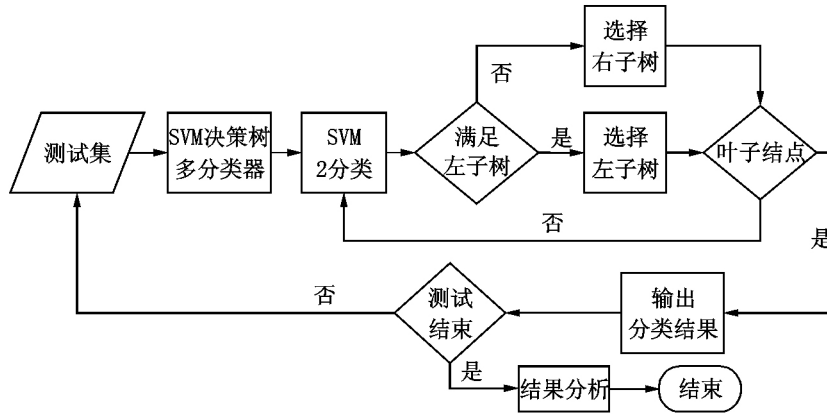 选择
右子树
否
测试集
SVM决策树
多分类器
SVM
2分类
满足
左子树
是
选择
左子树
叶子结点
否
是
否
测试
结束
输出
分类结果
是
结果分析
结束